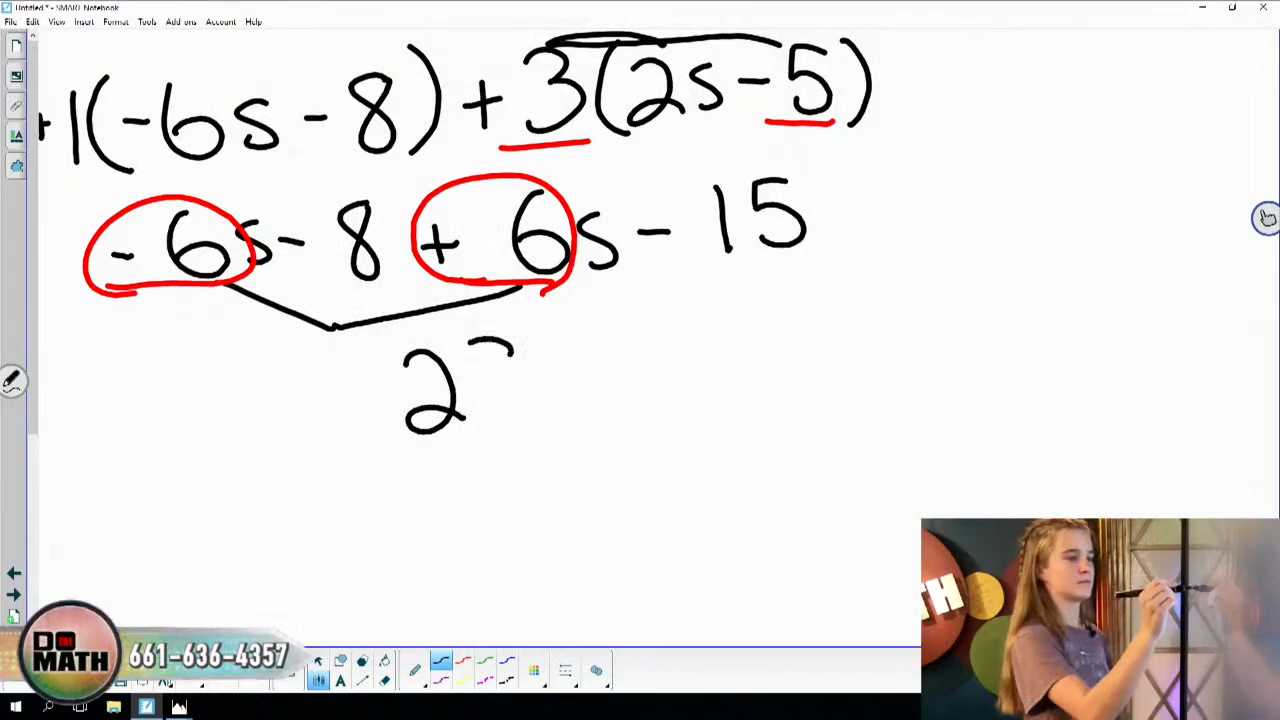 Untitled * - SMART Notebook
File Edit View Insert Format Tools Add-ons Account Help
+1(-6s-8)+3(2s-5)
-6s-8+6s-15
2
TH
DO THE MATH 661-636-4357